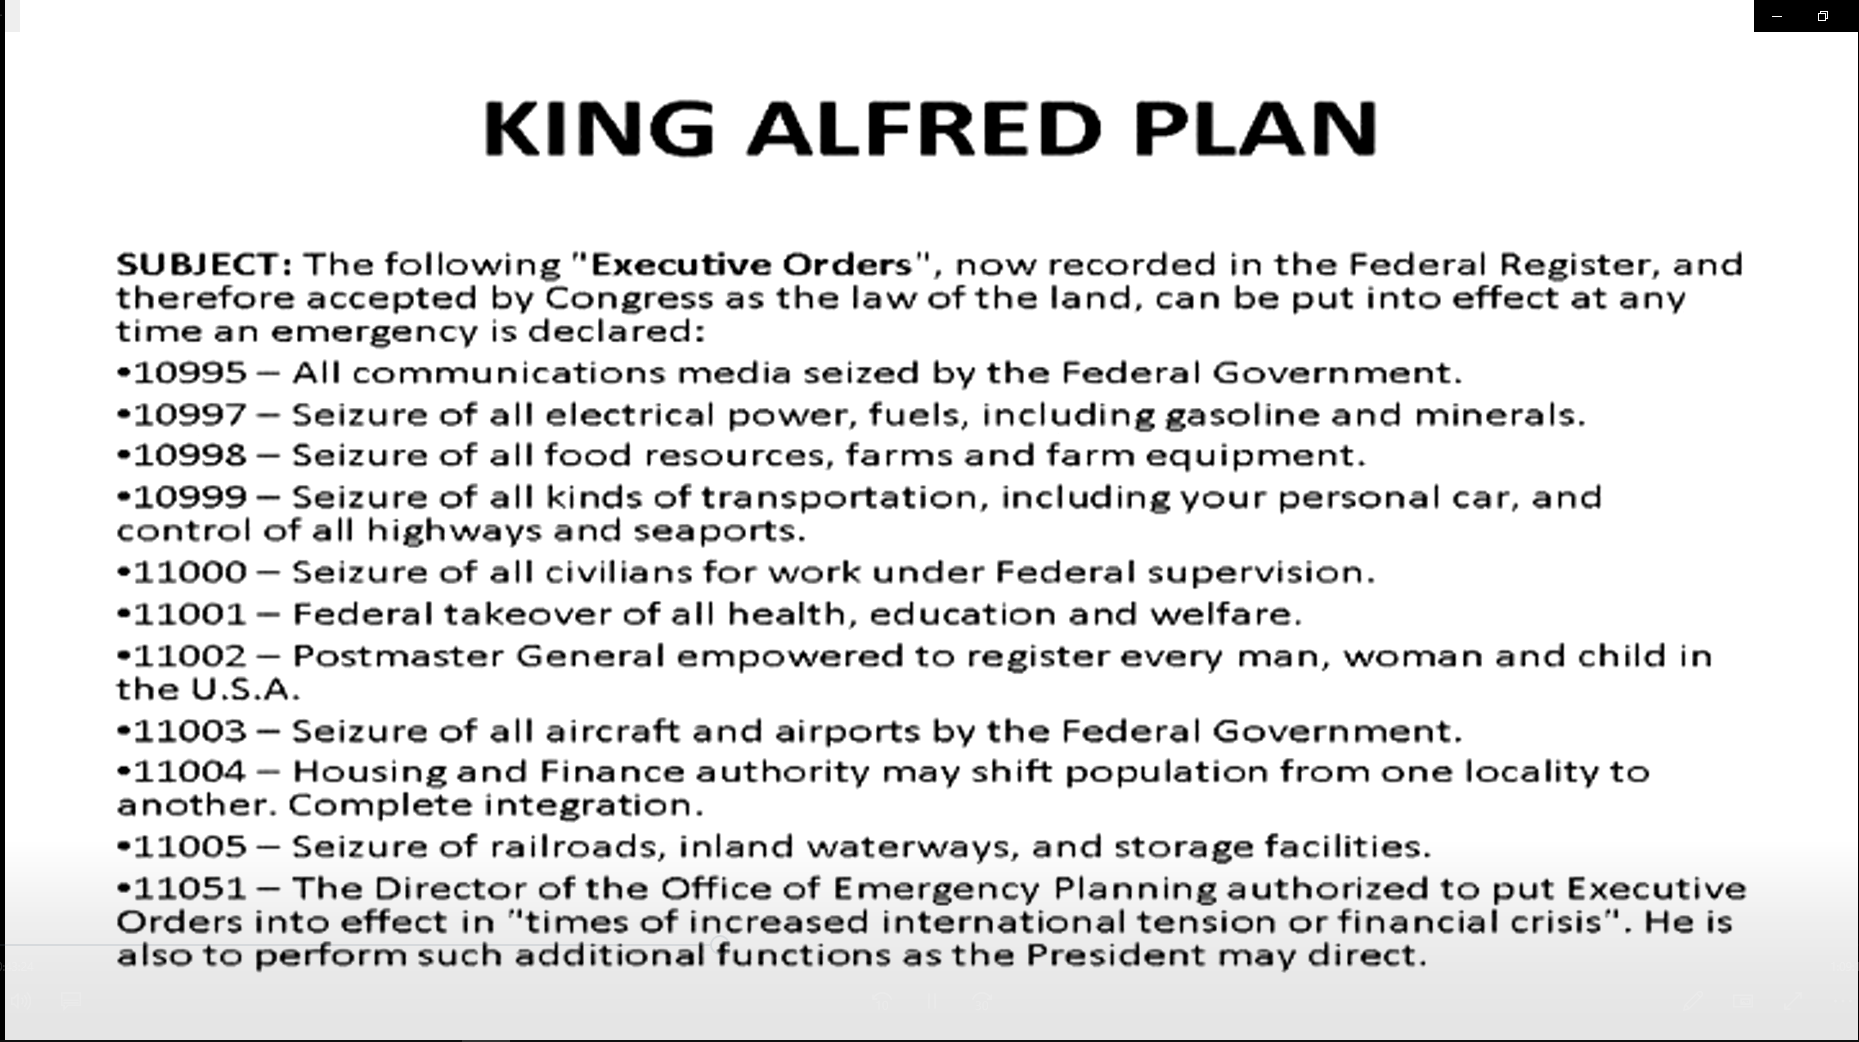 KING ALFRED PLAN
SUBJECT: The following "Executive Orders", now recorded in the Federal Register, and
therefore accepted by Congress as the law of the land, can be put into effect at any
time an emergency is declared:
•10995 – All communications media seized by the Federal Government.
•10997 – Seizure of all electrical power, fuels, including gasoline and minerals.
•10998 – Seizure of all food resources, farms and farm equipment.
•10999 – Seizure of all kinds of transportation, including your personal car, and
control of all highways and seaports.
•11000 – Seizure of all civilians for work under Federal supervision.
•11001 – Federal takeover of all health, education and welfare.
•11002 – Postmaster General empowered to register every man, woman and child in
the U.S.A.
•11003 – Seizure of all aircraft and airports by the Federal Government.
•11004 – Housing and Finance authority may shift population from one locality to
another. Complete integration.
•11005 – Seizure of railroads, inland waterways, and storage facilities.
•11051 – The Director of the Office of Emergency Planning authorized to put Executive
Orders into effect in "times of increased international tension or financial crisis". He is
also to perform such additional functions as the President may direct.